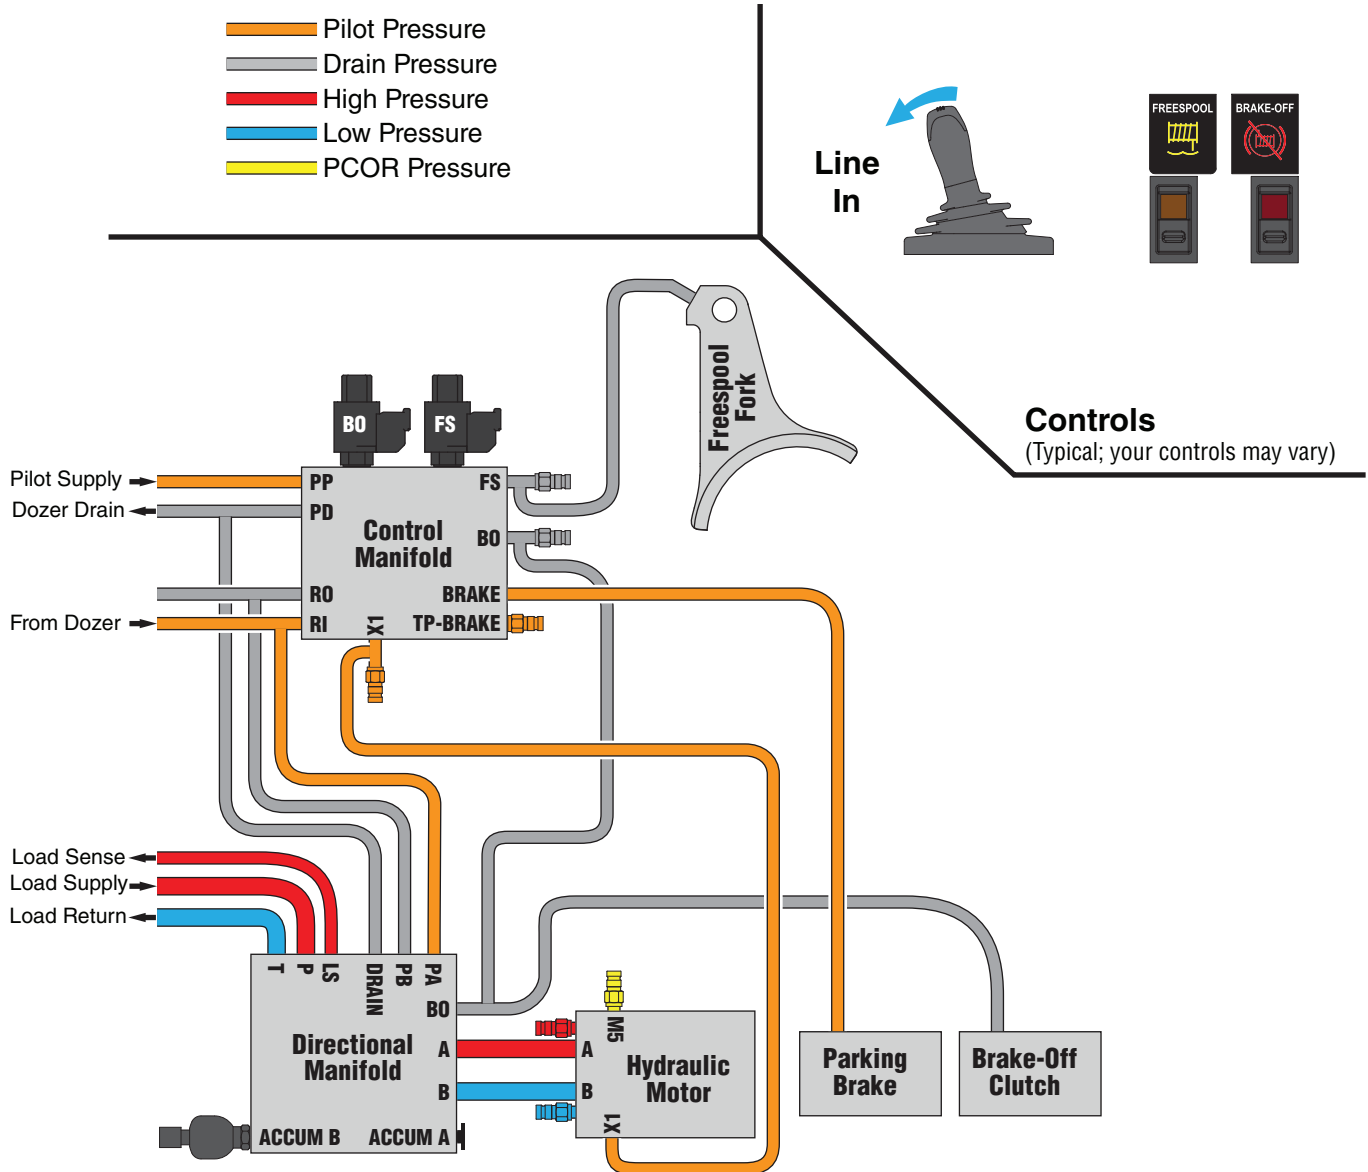 Pilot Pressure
Drain Pressure
High Pressure
Low Pressure
PCOR Pressure
Line
In
FREESPOOL
BRAKE-OFF
Controls
(Typical; your controls may vary)
Freespool
Fork
BO
FS
Pilot Supply
Dozer Drain
From Dozer
PP
PD
RO
RI
LX
Control
Manifold
FS
BO
BRAKE
TP-BRAKE
Load Sense
Load Supply
Load Return
T
P
LS
DRAIN
PB
PA
BO
A
B
Directional
Manifold
ACCUM B
ACCUM A
M5
A
B
LX
Hydraulic
Motor
Parking
Brake
Brake-Off
Clutch